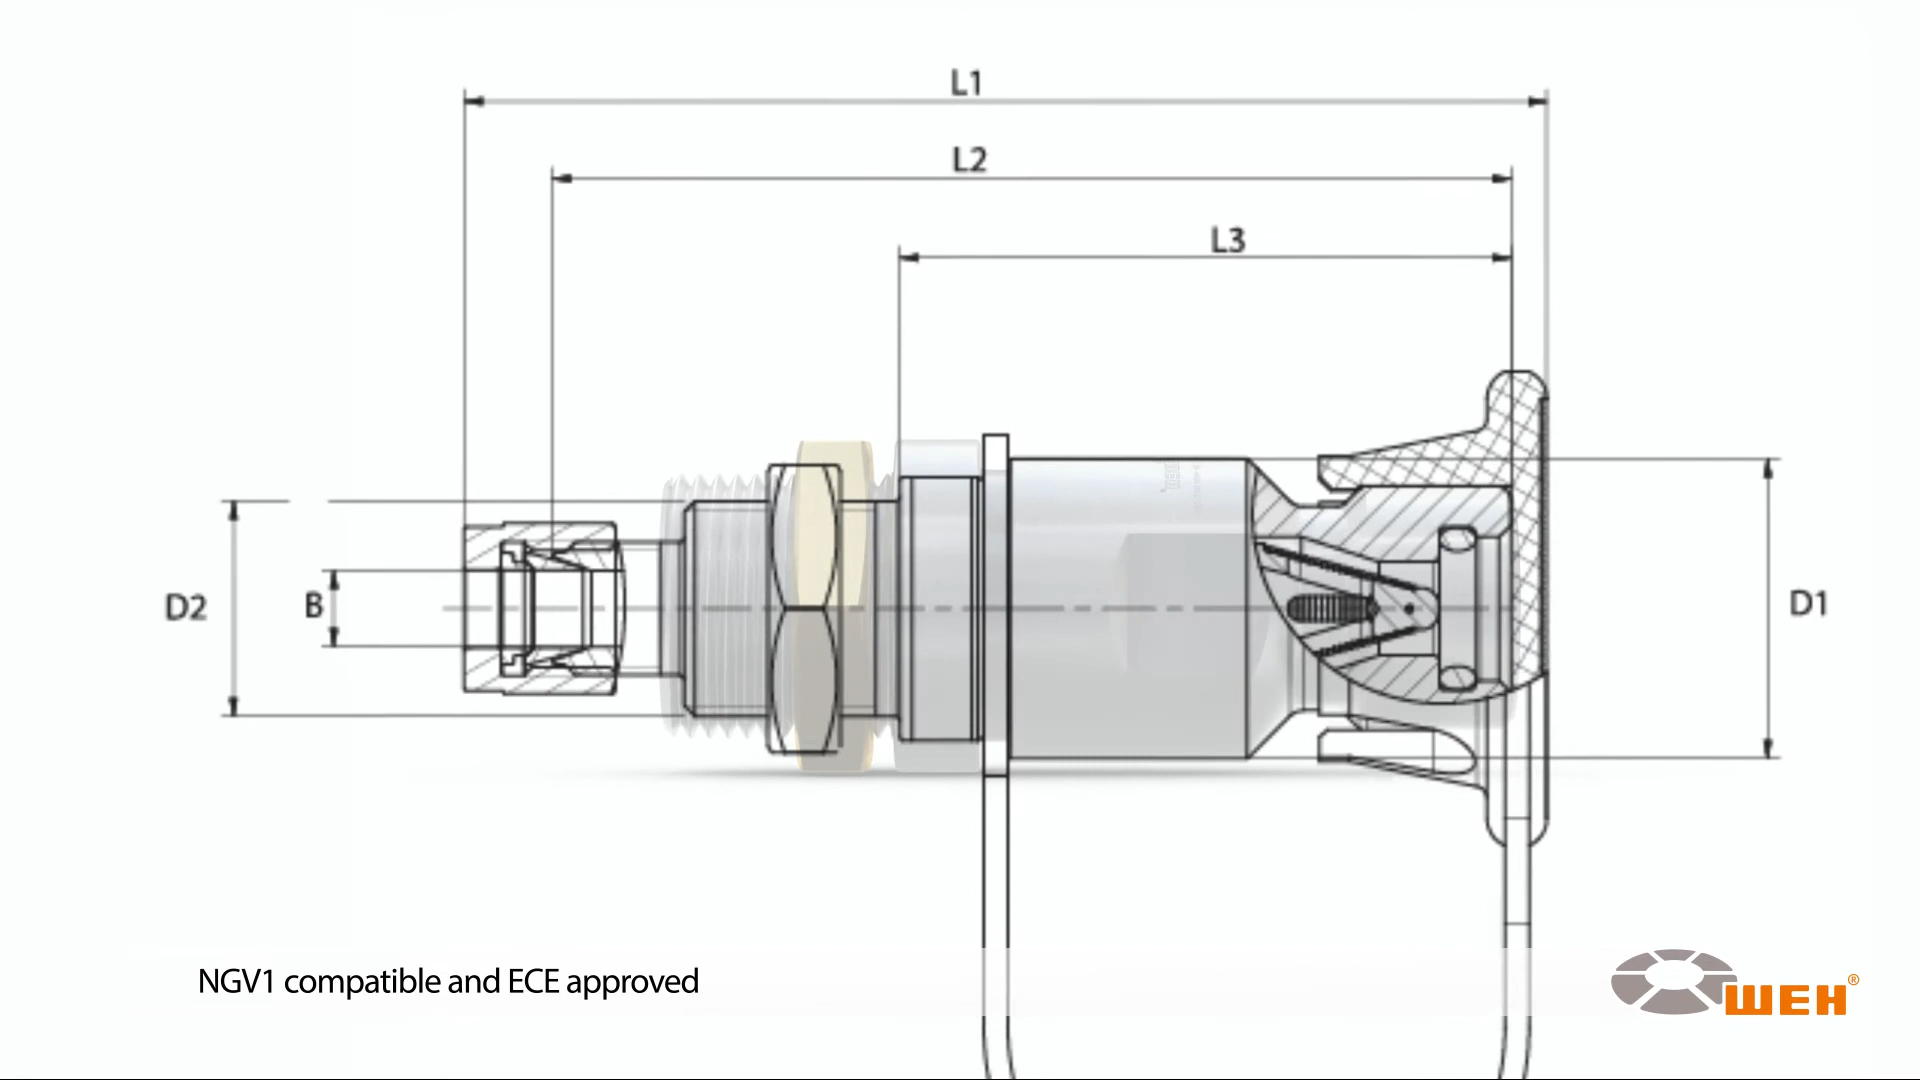 L1
L2
L3
D2
B
D1
NGV1 compatible and ECE approved
WEH®